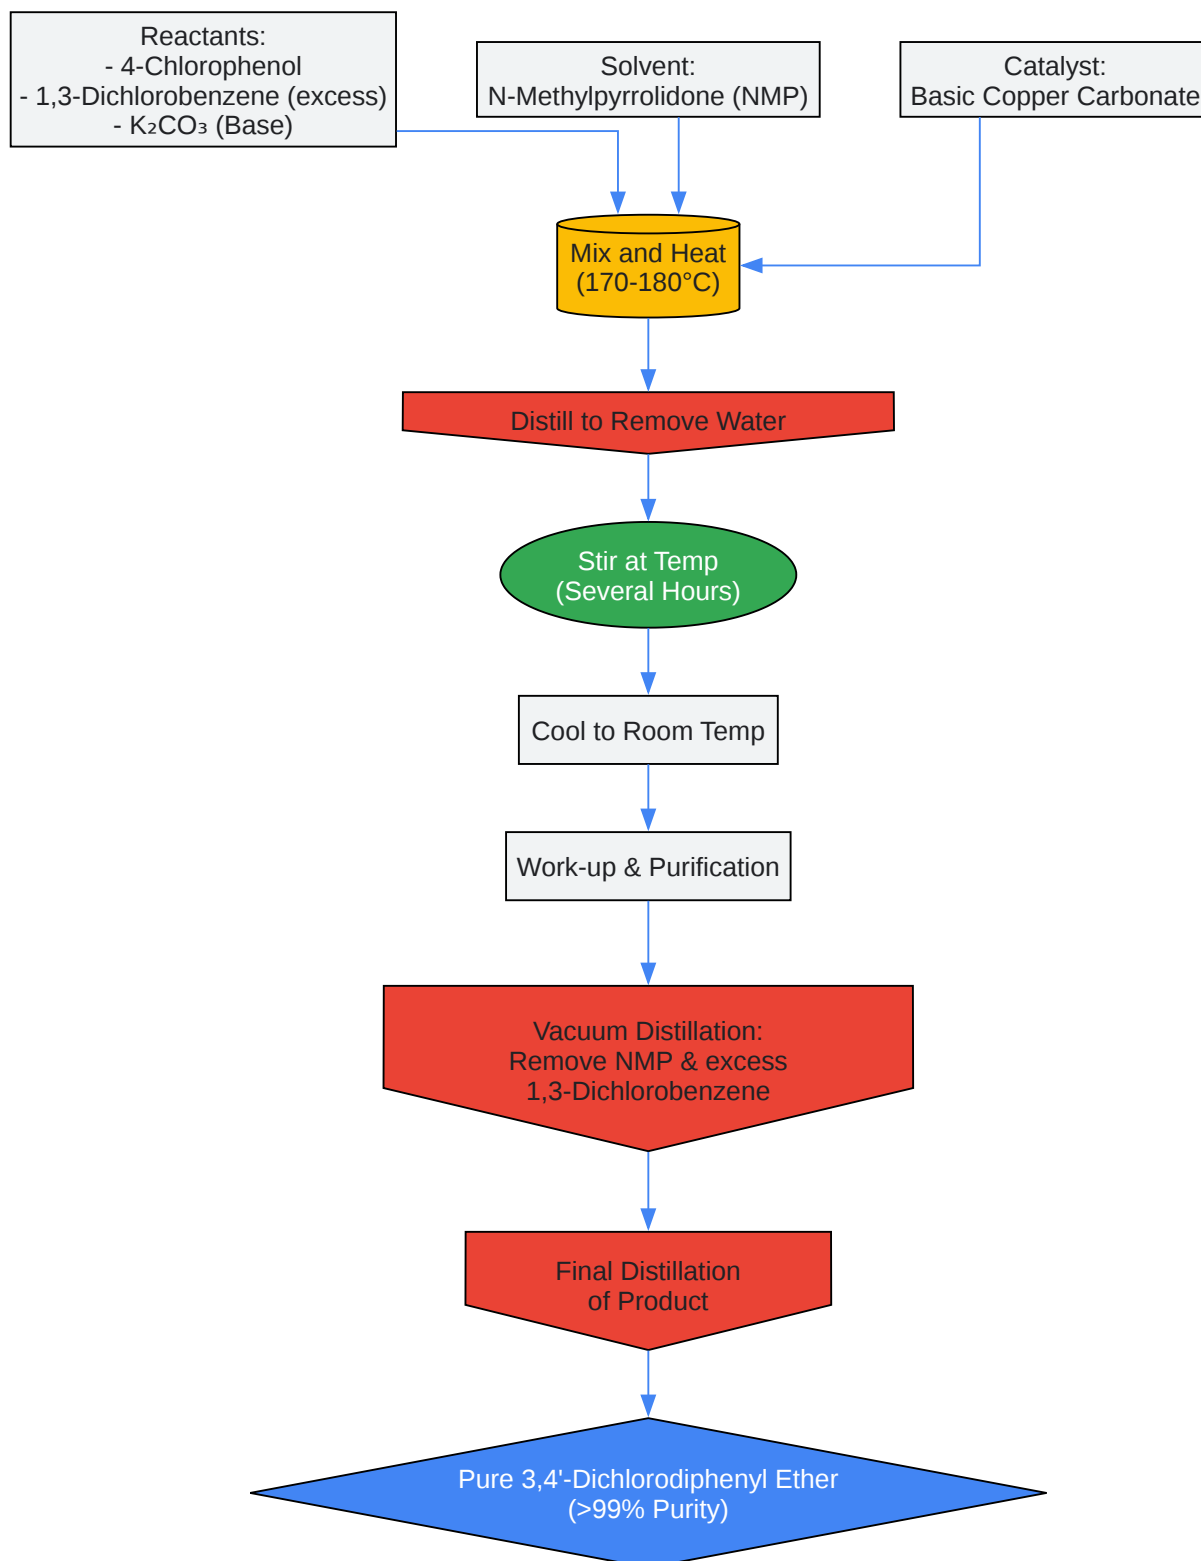 Reactants:
- 4-Chlorophenol
- 1,3-Dichlorobenzene (excess)
- K₂CO₃ (Base)
Solvent:
N-Methylpyrrolidone (NMP)
Catalyst:
Basic Copper Carbonate
Mix and Heat
(170-180°C)
Distill to Remove Water
Stir at Temp
(Several Hours)
Cool to Room Temp
Work-up & Purification
Vacuum Distillation:
Remove NMP & excess
1,3-Dichlorobenzene
Final Distillation
of Product
Pure 3,4'-Dichlorodiphenyl Ether
(>99% Purity)